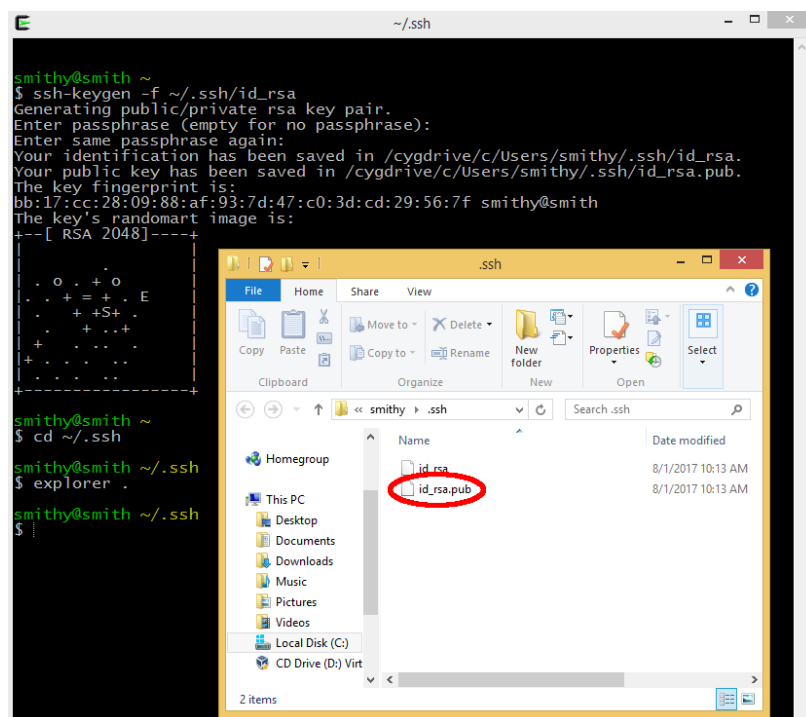 ~/.ssh
smithy@smith ~
$ ssh-keygen -f ~/.ssh/id_rsa
Generating public/private rsa key pair.
Enter passphrase (empty for no passphrase):
Enter same passphrase again:
Your identification has been saved in /cygdrive/c/Users/smithy/.ssh/id_rsa.
Your public key has been saved in /cygdrive/c/Users/smithy/.ssh/id_rsa.pub.
The key fingerprint is:
bb:17:cc:28:09:88:af:93:7d:47:c0:3d:cd:29:56:7f smithy@smith
The key's randomart image is:
+--[ RSA 2048]----+
|                 |
|        .        |
| . o . + o       |
|. . + = + . E    |
| .   + +S+ .     |
|  .   + ..+      |
| +   . .. .      |
|+ . . .  ..      |
| . . .  ..       |
+-----------------+
smithy@smith ~
$ cd ~/.ssh
smithy@smith ~/.ssh
$ explorer .
smithy@smith ~/.ssh
$
.ssh
File Home Share View
Copy Paste Move to Delete New folder Properties Select
Copy to Rename
Clipboard Organize New Open
« smithy .ssh Search .ssh
Name Date modified
Homegroup
id_rsa 8/1/2017 10:13 AM
id_rsa.pub 8/1/2017 10:13 AM
This PC
Desktop
Documents
Downloads
Music
Pictures
Videos
Local Disk (C:)
CD Drive (D:) Virt
2 items